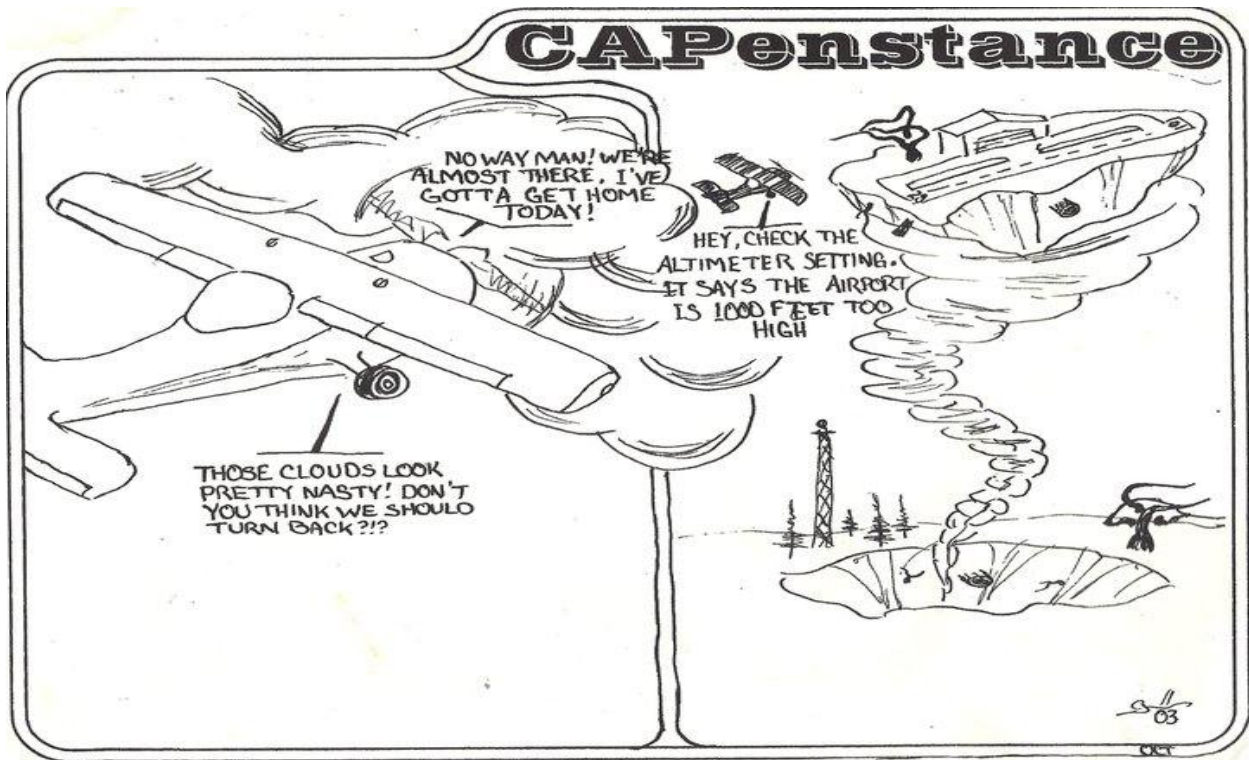 CAPenstance
NO WAY MAN! WE'RE
ALMOST THERE. I'VE
GOTTA GET HOME
TODAY!
THOSE CLOUDS LOOK
PRETTY NASTY! DON'T
YOU THINK WE SHOULD
TURN BACK?!?
HEY, CHECK THE
ALTIMETER SETTING.
IT SAYS THE AIRPORT
IS 1000 FEET TOO
HIGH
03
OCT